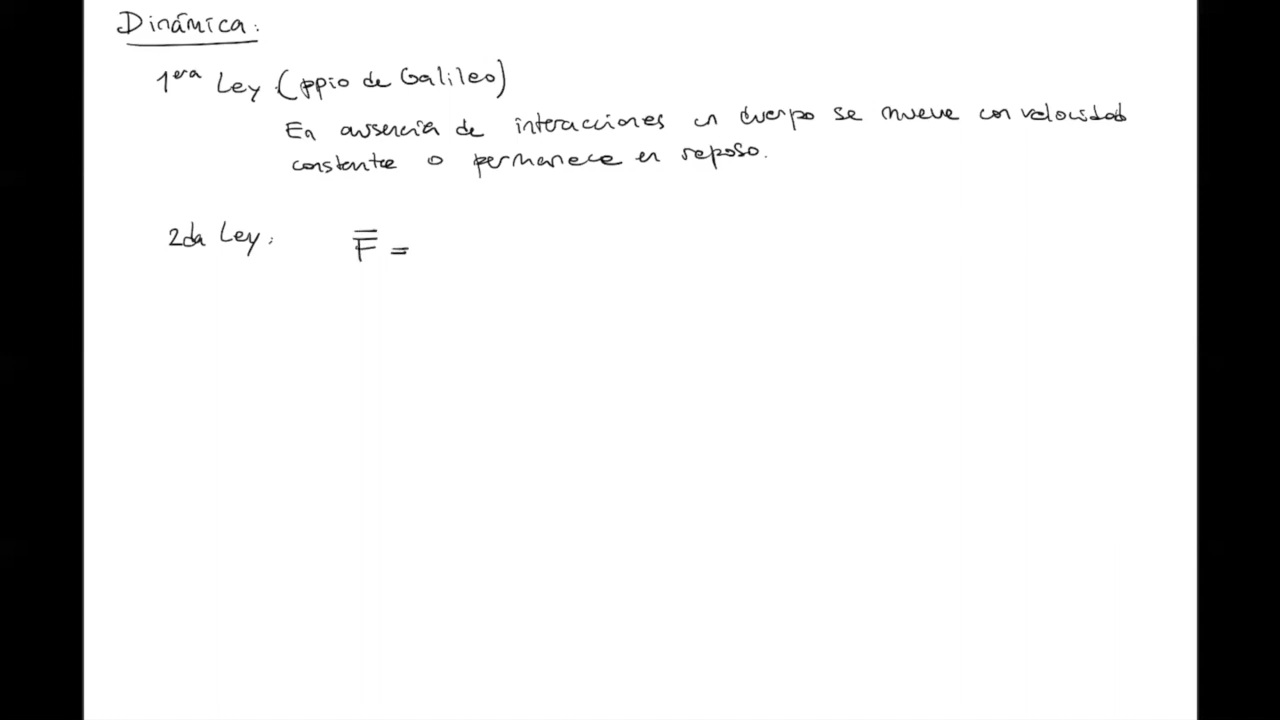 Dinámica:
1era Ley (ppio de Galileo)
En ausencia de interacciones un cuerpo se mueve con velocidad
constante o permanece en reposo.
2da Ley: F̿ =